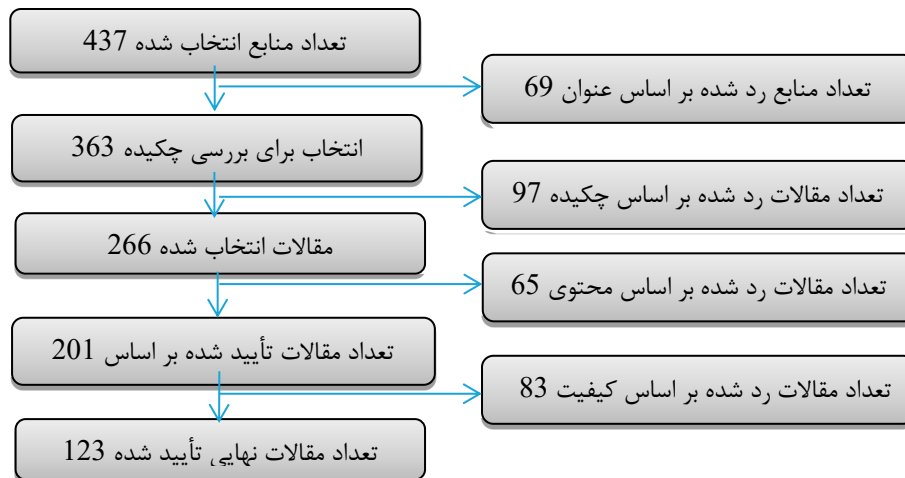 تعداد منابع انتخاب شده 437
تعداد منابع رد شده بر اساس عنوان 69
انتخاب برای بررسی چکیده 363
تعداد مقالات رد شده بر اساس چکیده 97
مقالات انتخاب شده 266
تعداد مقالات رد شده بر اساس محتوی 65
تعداد مقالات تأیید شده بر اساس 201
تعداد مقالات رد شده بر اساس کیفیت 83
تعداد مقالات نهایی تأیید شده 123